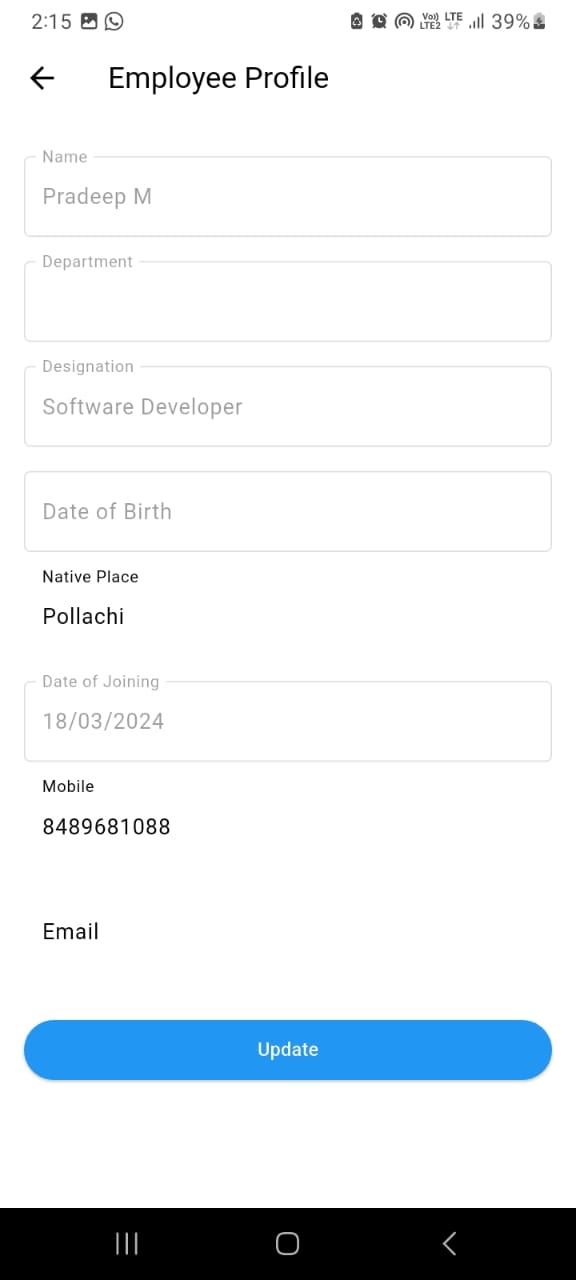 2:15 Vo)) LTE LTE2 39%
Employee Profile
Name
Pradeep M
Department
Designation
Software Developer
Date of Birth
Native Place
Pollachi
Date of Joining
18/03/2024
Mobile
8489681088
Email
Update